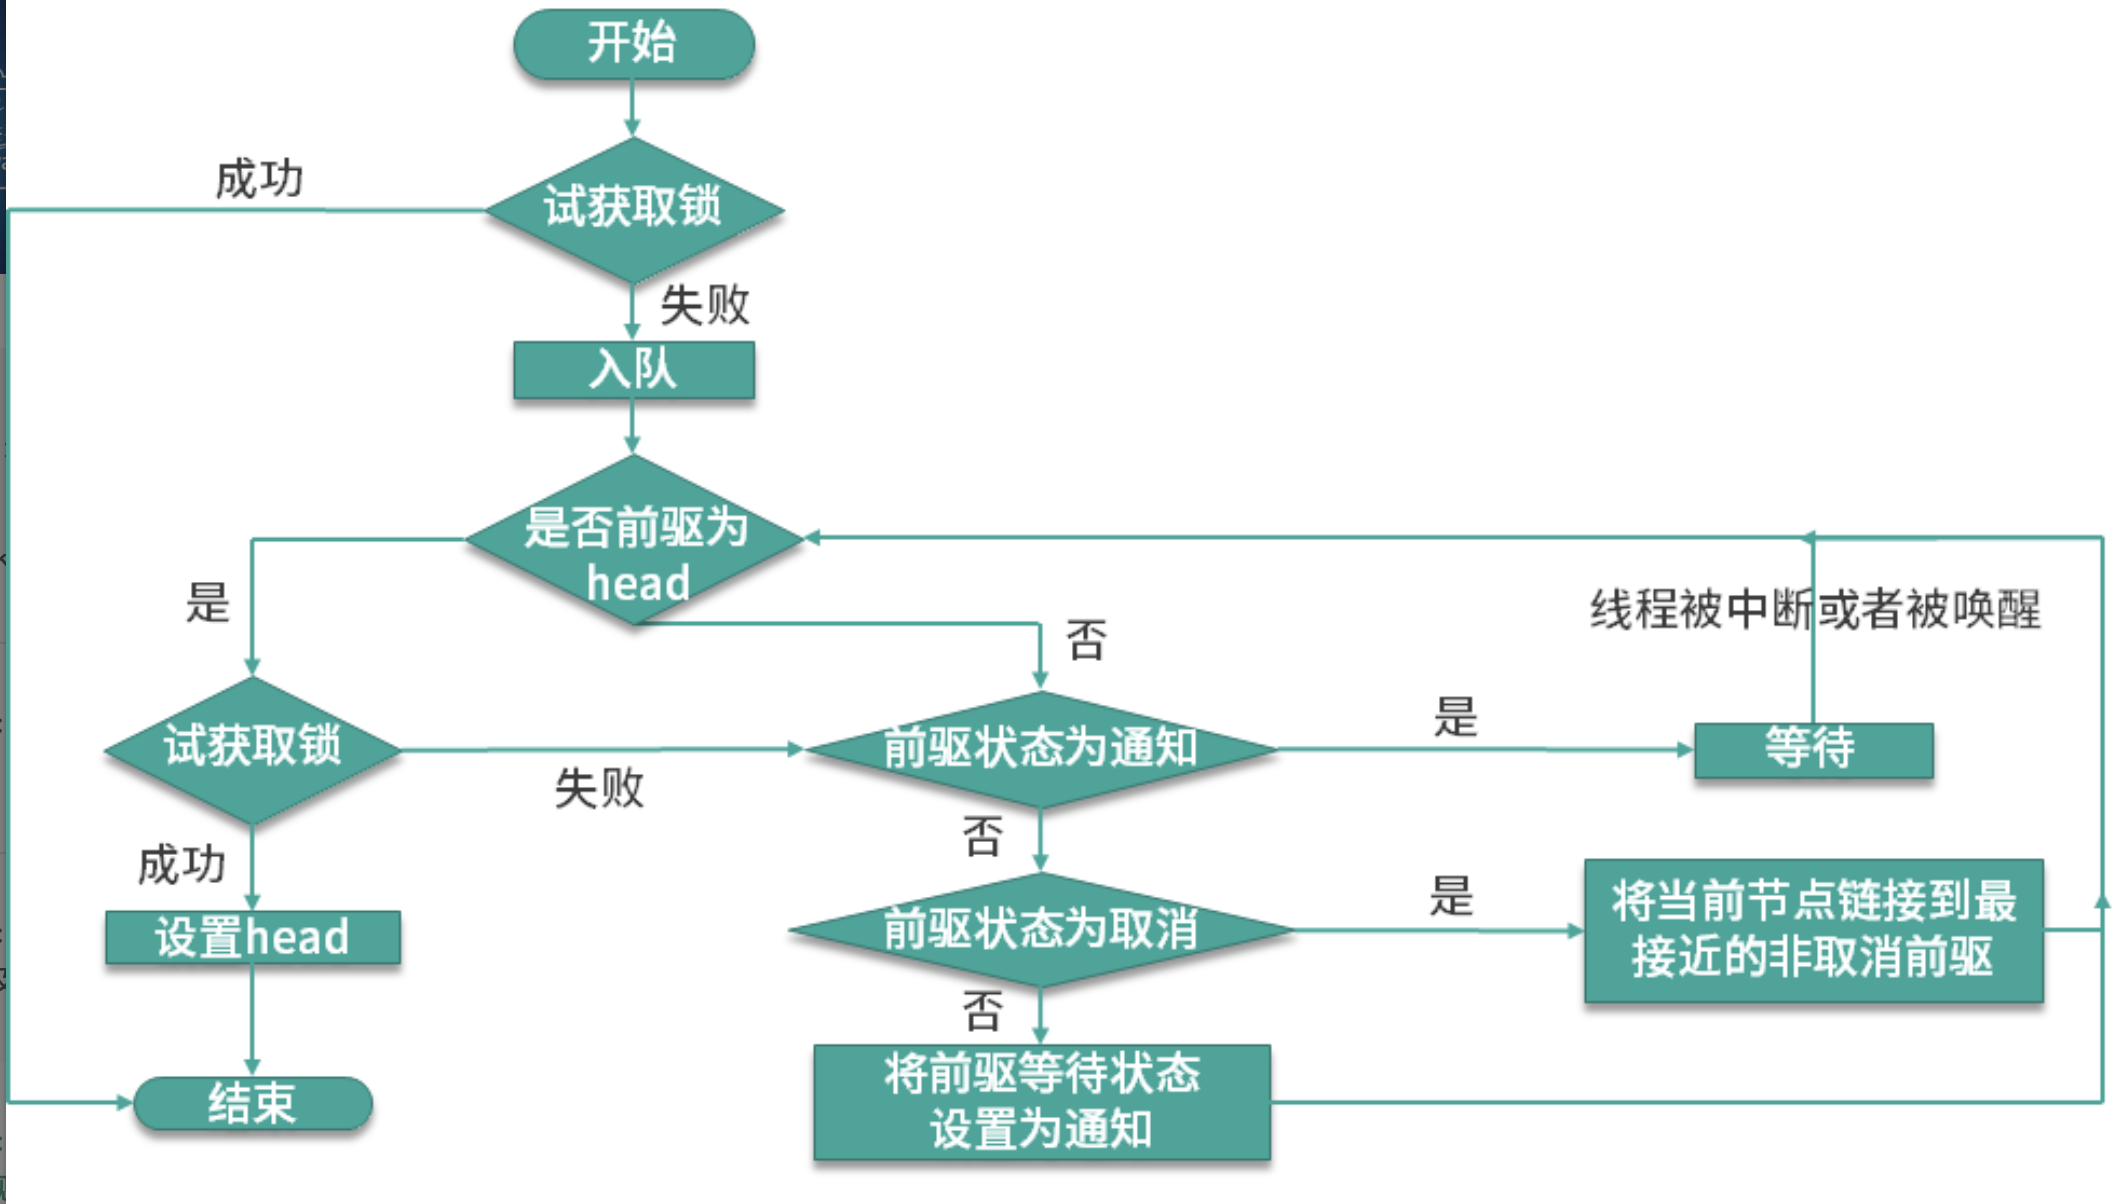 开始
成功
试获取锁
失败
入队
是否前驱为
head
是
否
线程被中断或者被唤醒
试获取锁
失败
前驱状态为通知
是
等待
成功
否
设置head
前驱状态为取消
是
将当前节点链接到最
接近的非取消前驱
否
结束
将前驱等待状态
设置为通知